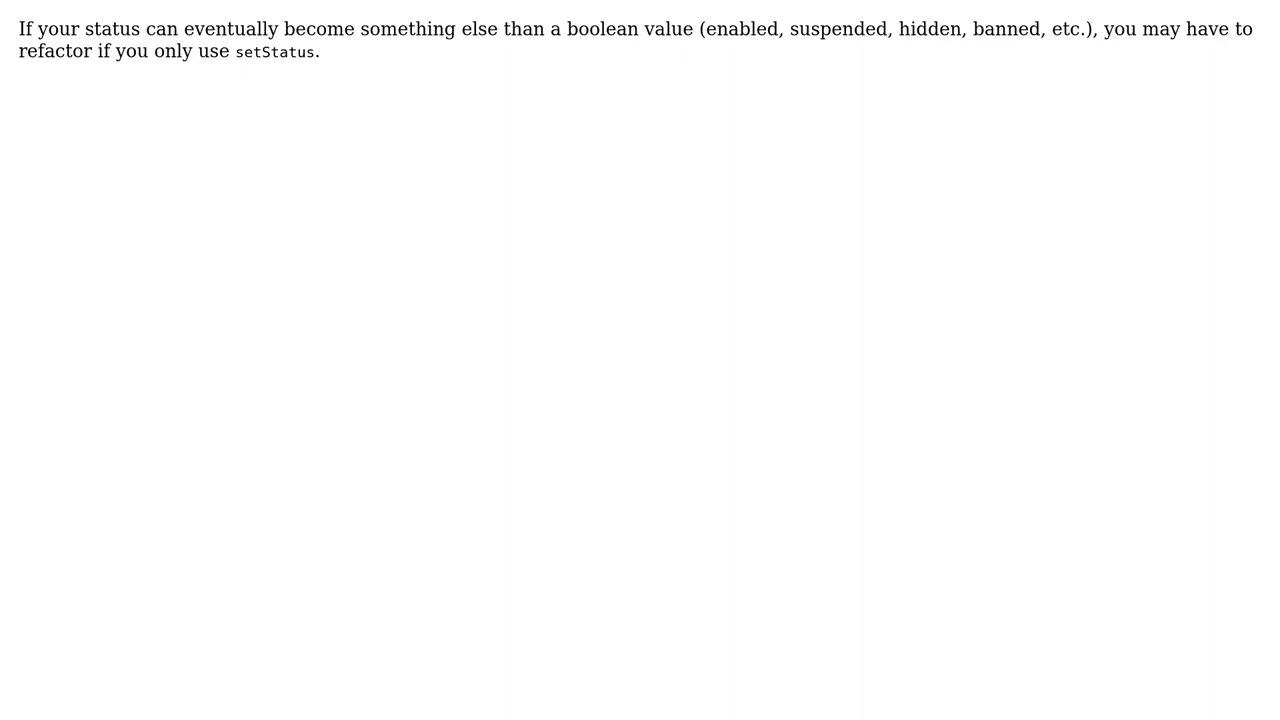 If your status can eventually become something else than a boolean value (enabled, suspended, hidden, banned, etc.), you may have to
refactor if you only use setStatus.